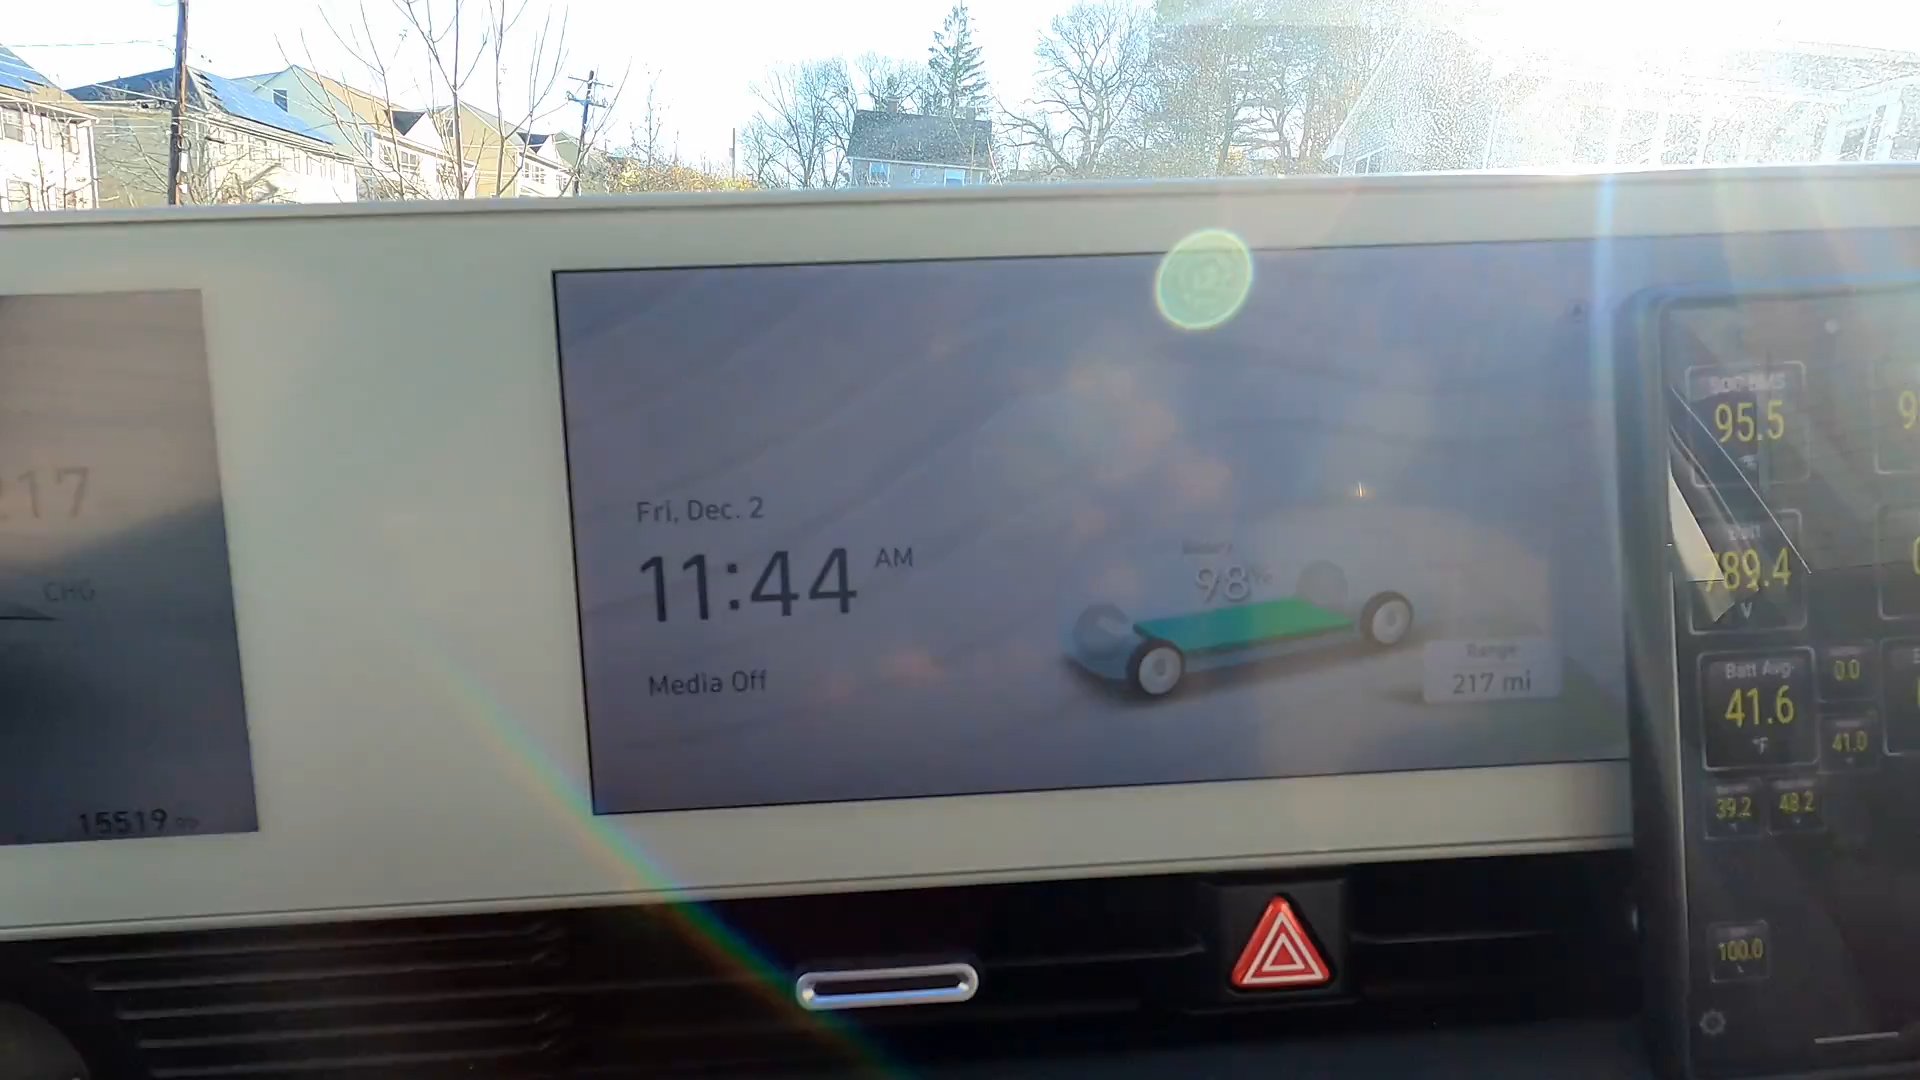 217
CHG
15519
Fri, Dec. 2
11:44 AM
Media Off
Battery
98%
Range
217 mi
SOC BMS
95.5
789.4
V
Batt Avg
41.6
°F
0.0
41.0
39.2
48.2
100.0